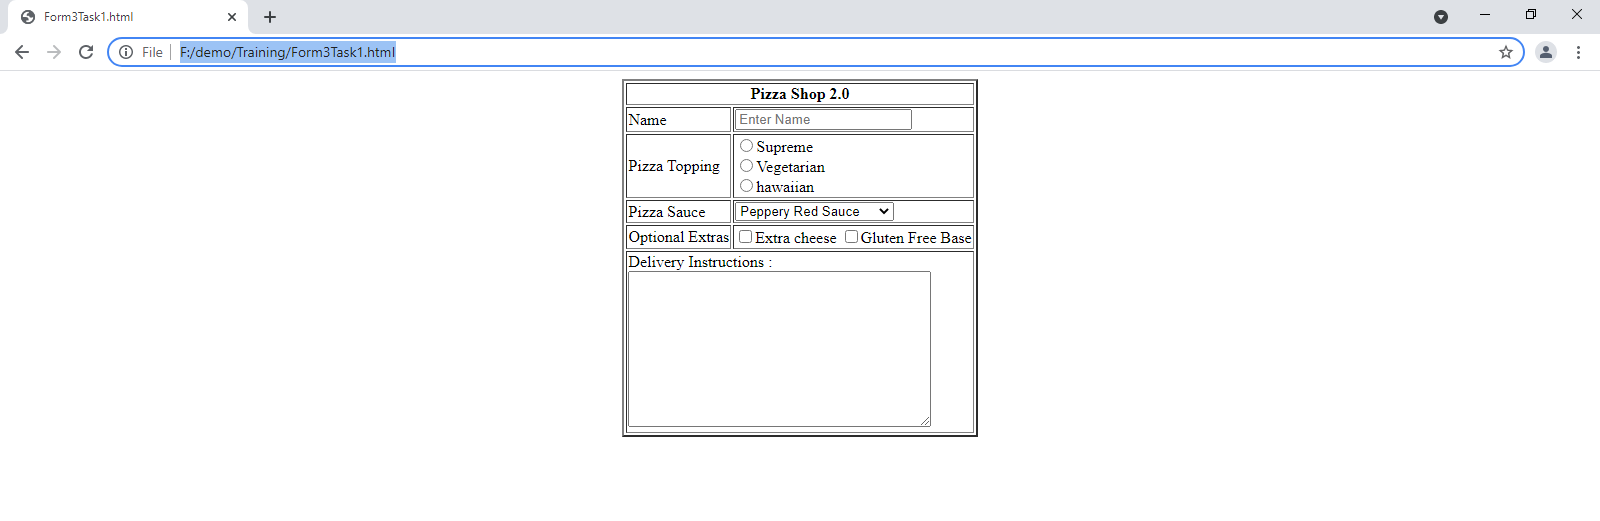 Form3Task1.html
File F:/demo/Training/Form3Task1.html
Pizza Shop 2.0
Name Enter Name
Pizza Topping
Supreme
Vegetarian
hawaiian
Pizza Sauce Peppery Red Sauce
Optional Extras Extra cheese Gluten Free Base
Delivery Instructions :